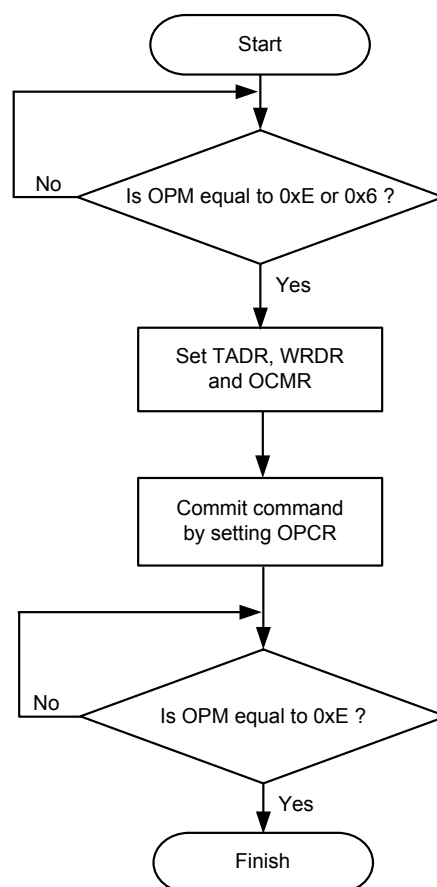 Start
No
Is OPM equal to 0xE or 0x6 ?
Yes
Set TADR, WRDR
and OCMR
Commit command
by setting OPCR
No
Is OPM equal to 0xE ?
Yes
Finish